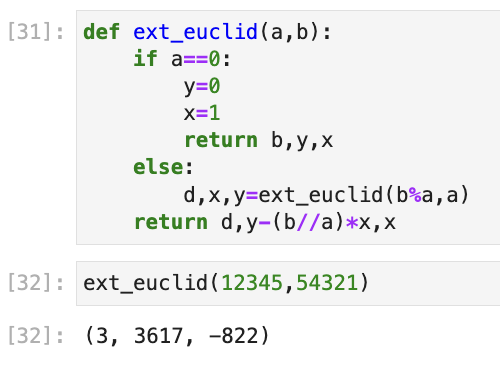 [31]: def ext_euclid(a,b):
    if a==0:
        y=0
        x=1
        return b,y,x
    else:
        d,x,y=ext_euclid(b%a,a)
    return d,y-(b//a)*x,x
[32]: ext_euclid(12345,54321)
[32]: (3, 3617, -822)